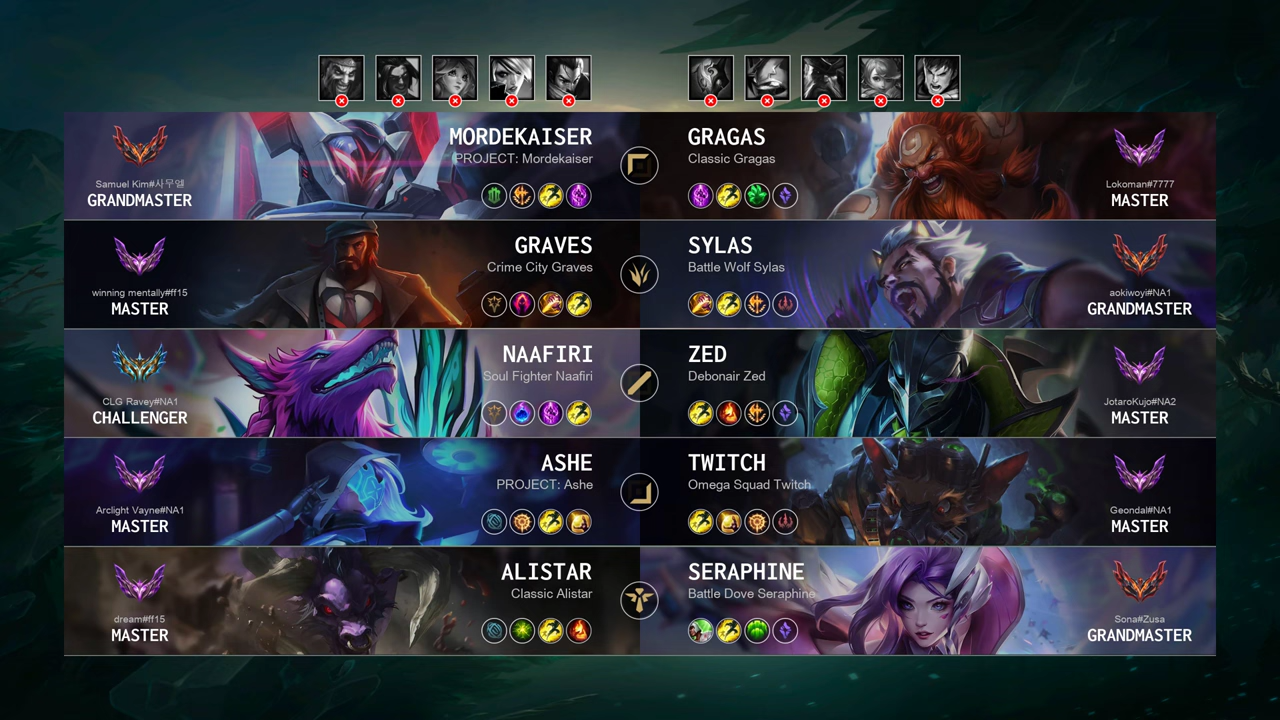 MORDEKAISER
PROJECT: Mordekaiser
Samuel Kim#사무엘
GRANDMASTER
GRAGAS
Classic Gragas
Lokoman#7777
MASTER
GRAVES
Crime City Graves
winning mentally#ff15
MASTER
SYLAS
Battle Wolf Sylas
aokiwoyi#NA1
GRANDMASTER
NAAFIRI
Soul Fighter Naafiri
CLG Ravey#NA1
CHALLENGER
ZED
Debonair Zed
JotaroKujo#NA2
MASTER
ASHE
PROJECT: Ashe
Arclight Vayne#NA1
MASTER
TWITCH
Omega Squad Twitch
Geondal#NA1
MASTER
ALISTAR
Classic Alistar
dream#ff15
MASTER
SERAPHINE
Battle Dove Seraphine
Sona#Zusa
GRANDMASTER